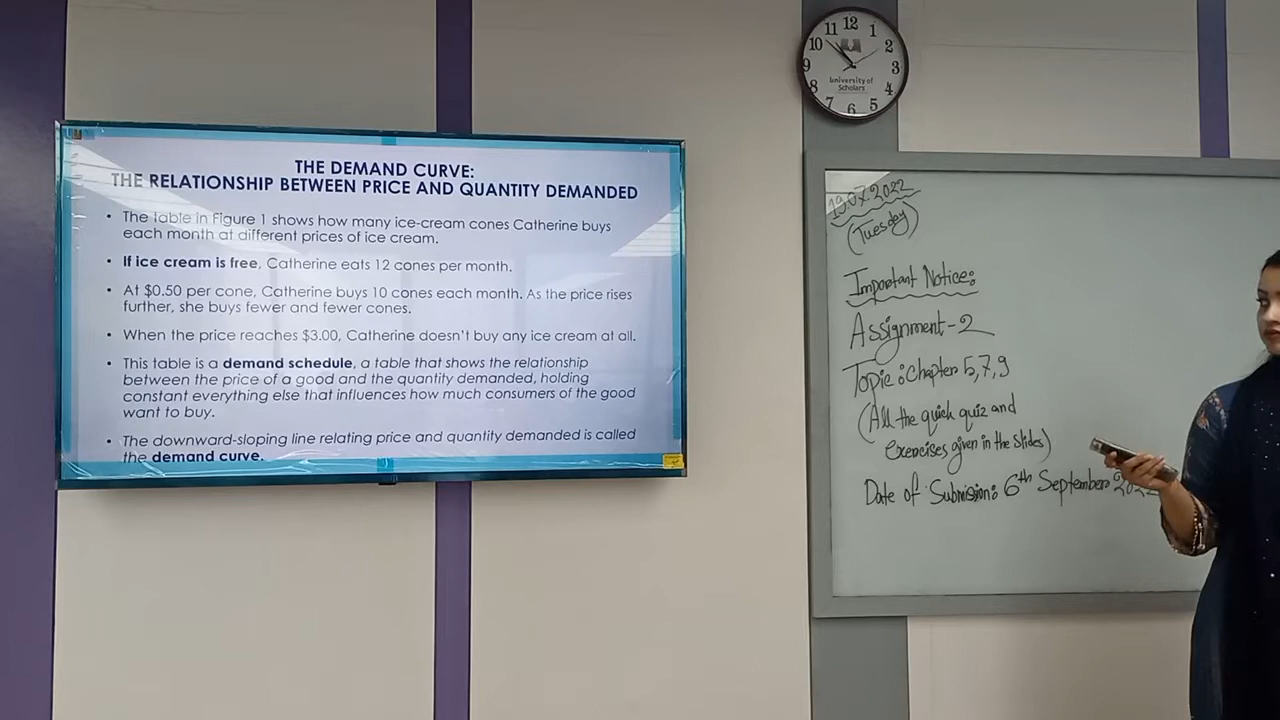 THE DEMAND CURVE:
THE RELATIONSHIP BETWEEN PRICE AND QUANTITY DEMANDED
• The table in Figure 1 shows how many ice-cream cones Catherine buys
each month at different prices of ice cream.
• If ice cream is free, Catherine eats 12 cones per month.
• At $0.50 per cone, Catherine buys 10 cones each month. As the price rises
further, she buys fewer and fewer cones.
• When the price reaches $3.00, Catherine doesn't buy any ice cream at all.
• This table is a demand schedule, a table that shows the relationship
between the price of a good and the quantity demanded, holding
constant everything else that influences how much consumers of the good
want to buy.
• The downward-sloping line relating price and quantity demanded is called
the demand curve.
12
11 1
10 2
9 3
8 4
7 5
6
University of
Scholars
19.07.2022
(Tuesday)
Important Notice:
Assignment-2
Topic: Chapter 5,7,9
(All the quick quiz and
exercises given in the slides)
Date of Submission: 6th September 2022